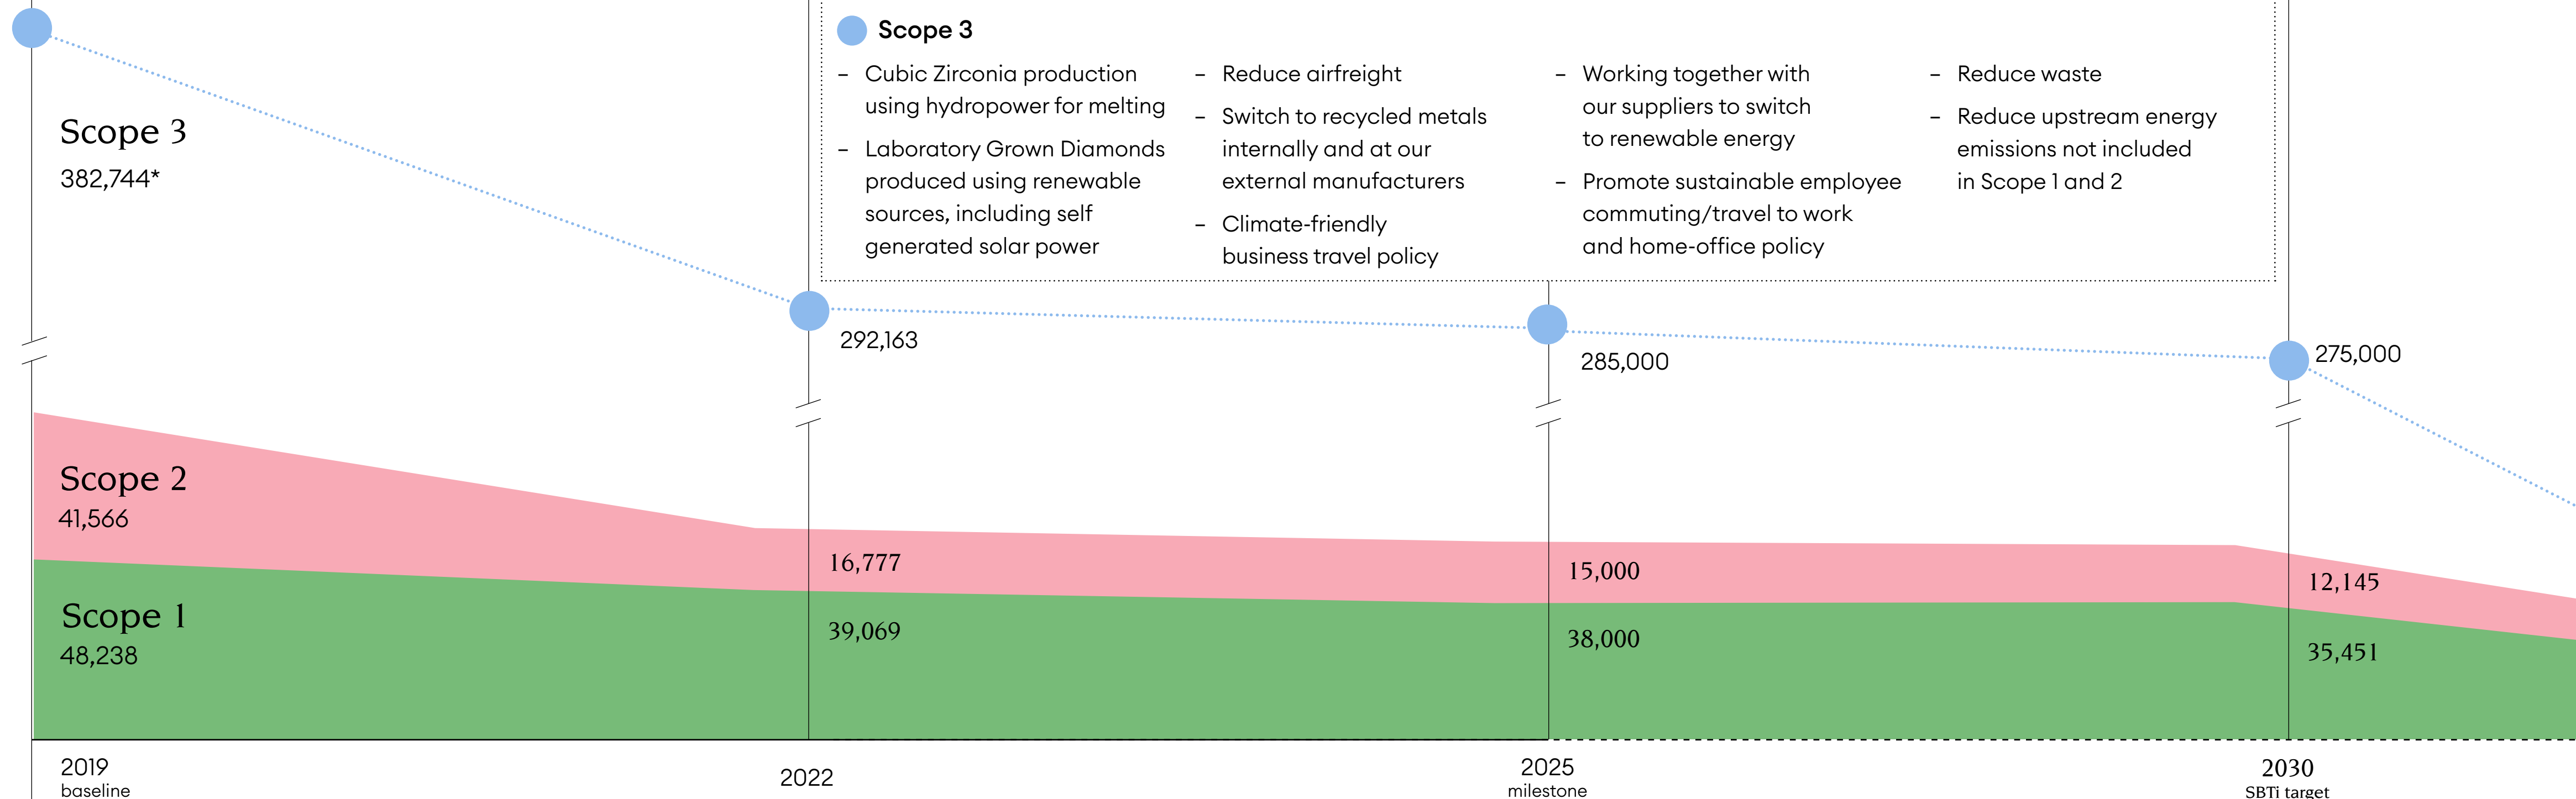 Scope 3
– Cubic Zirconia production
using hydropower for melting
– Laboratory Grown Diamonds
produced using renewable
sources, including self
generated solar power
– Reduce airfreight
– Switch to recycled metals
internally and at our
external manufacturers
– Climate-friendly
business travel policy
– Working together with
our suppliers to switch
to renewable energy
– Promote sustainable employee
commuting/travel to work
and home-office policy
– Reduce waste
– Reduce upstream energy
emissions not included
in Scope 1 and 2
Scope 3
382,744*
292,163
285,000
275,000
Scope 2
41,566
16,777
15,000
12,145
Scope 1
48,238
39,069
38,000
35,451
2019
baseline
2022
2025
milestone
2030
SBTi target